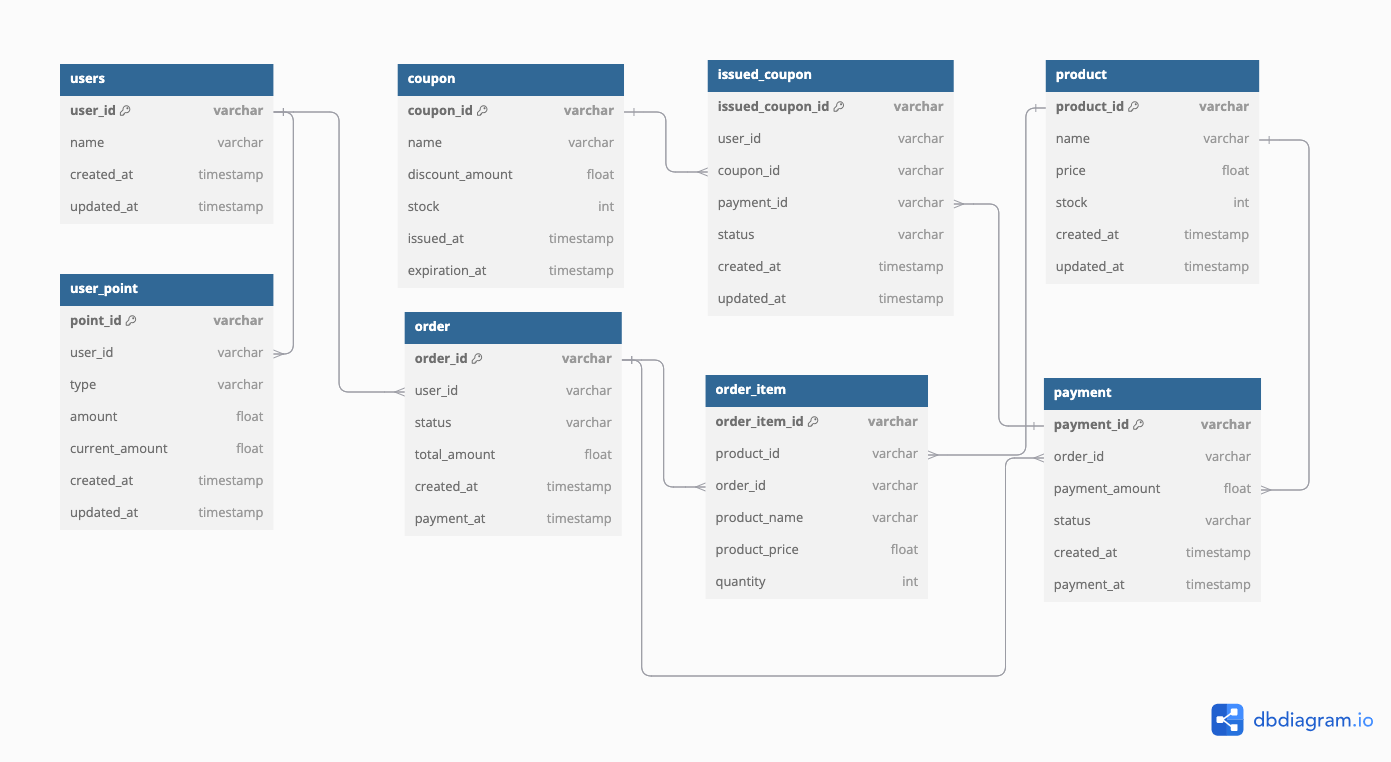 users
user_id varchar
name varchar
created_at timestamp
updated_at timestamp
user_point
point_id varchar
user_id varchar
type varchar
amount float
current_amount float
created_at timestamp
updated_at timestamp
coupon
coupon_id varchar
name varchar
discount_amount float
stock int
issued_at timestamp
expiration_at timestamp
order
order_id varchar
user_id varchar
status varchar
total_amount float
created_at timestamp
payment_at timestamp
issued_coupon
issued_coupon_id varchar
user_id varchar
coupon_id varchar
payment_id varchar
status varchar
created_at timestamp
updated_at timestamp
order_item
order_item_id varchar
product_id varchar
order_id varchar
product_name varchar
product_price float
quantity int
product
product_id varchar
name varchar
price float
stock int
created_at timestamp
updated_at timestamp
payment
payment_id varchar
order_id varchar
payment_amount float
status varchar
created_at timestamp
payment_at timestamp
dbdiagram.io